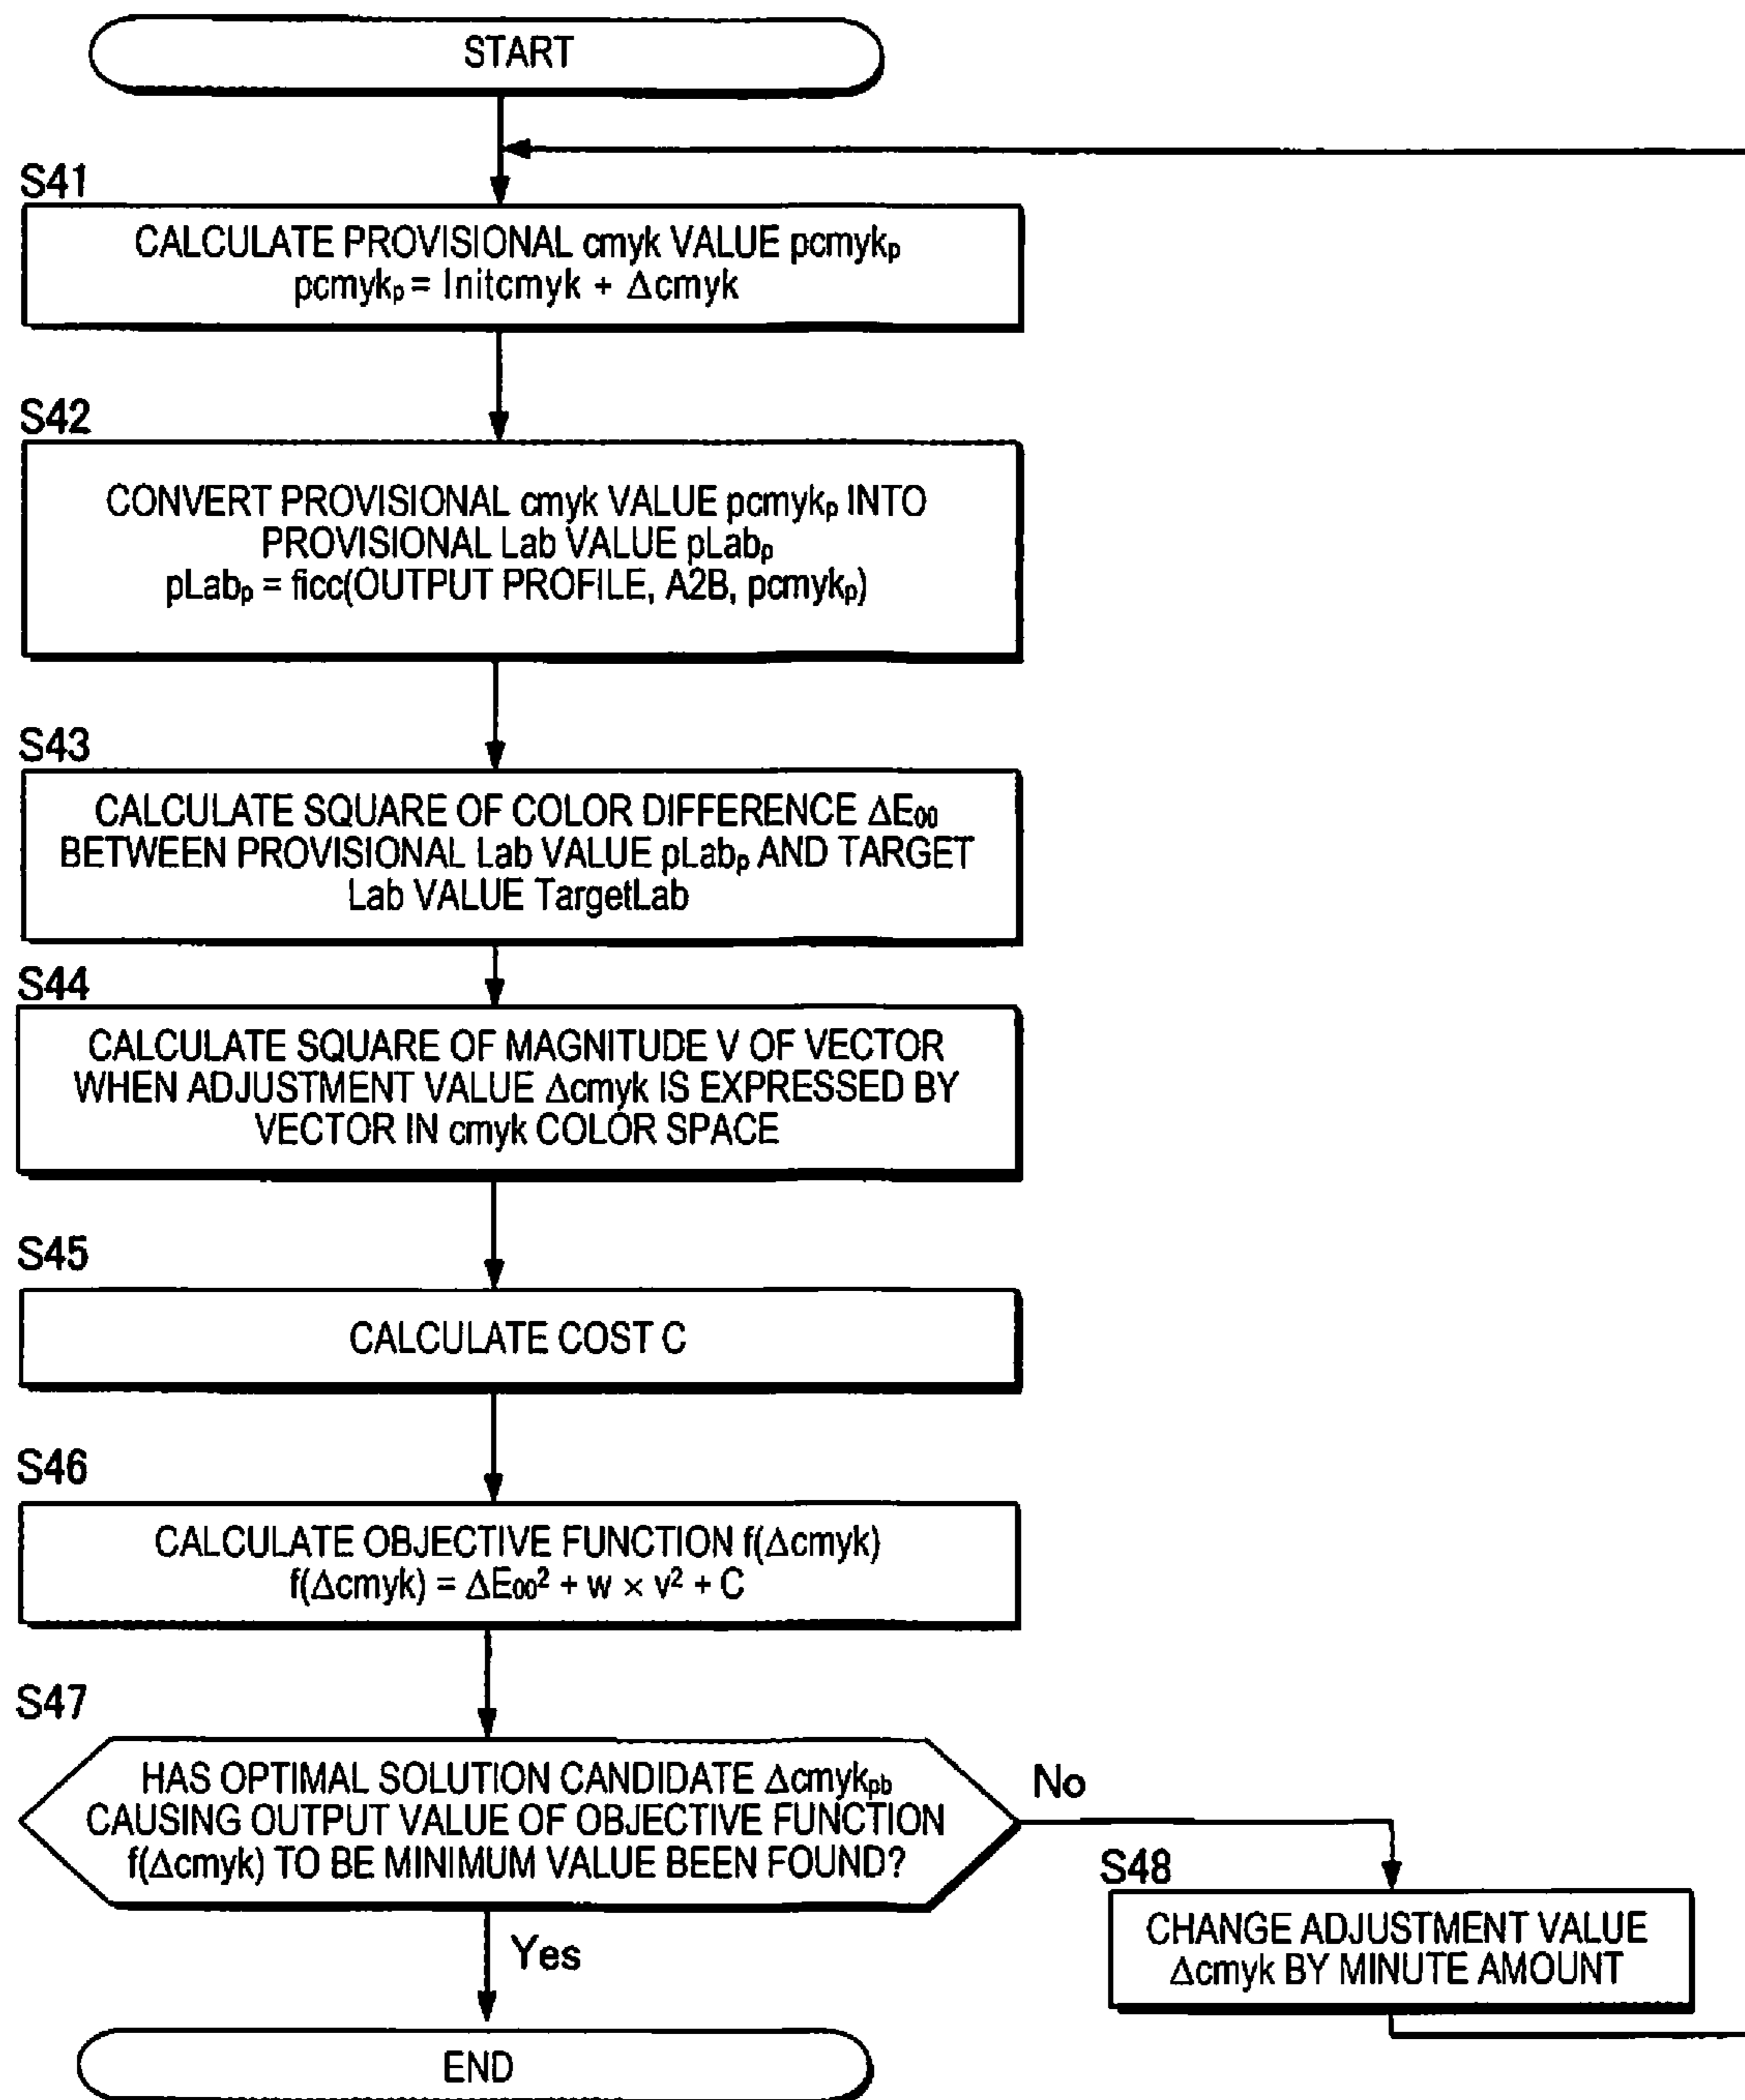 START
S41
CALCULATE PROVISIONAL cmyk VALUE pcmykₚ
pcmykₚ = Initcmyk + Δcmyk
S42
CONVERT PROVISIONAL cmyk VALUE pcmykₚ INTO
PROVISIONAL Lab VALUE pLabₚ
pLabₚ = ficc(OUTPUT PROFILE, A2B, pcmykₚ)
S43
CALCULATE SQUARE OF COLOR DIFFERENCE ΔE₀₀
BETWEEN PROVISIONAL Lab VALUE pLabₚ AND TARGET
Lab VALUE TargetLab
S44
CALCULATE SQUARE OF MAGNITUDE V OF VECTOR
WHEN ADJUSTMENT VALUE Δcmyk IS EXPRESSED BY
VECTOR IN cmyk COLOR SPACE
S45
CALCULATE COST C
S46
CALCULATE OBJECTIVE FUNCTION f(Δcmyk)
f(Δcmyk) = ΔE₀₀² + w × v² + C
S47
HAS OPTIMAL SOLUTION CANDIDATE Δcmyk_pb
CAUSING OUTPUT VALUE OF OBJECTIVE FUNCTION
f(Δcmyk) TO BE MINIMUM VALUE BEEN FOUND?
No
S48
CHANGE ADJUSTMENT VALUE
Δcmyk BY MINUTE AMOUNT
Yes
END